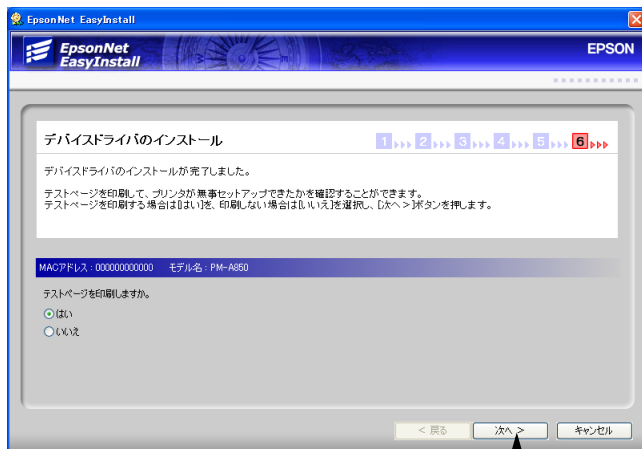 EpsonNet EasyInstall
EpsonNet
EasyInstall
EPSON
デバイスドライバのインストール
1 2 3 4 5 6
デバイスドライバのインストールが完了しました。
テストページを印刷して、プリンタが無事セットアップできたかを確認することができます。
テストページを印刷する場合は[はい]を、印刷しない場合は[いいえ]を選択し、[次へ >]ボタンを押します。
MACアドレス : 000000000000 モデル名 : PM-A850
テストページを印刷しますか。
はい
いいえ
< 戻る 次へ > キャンセル